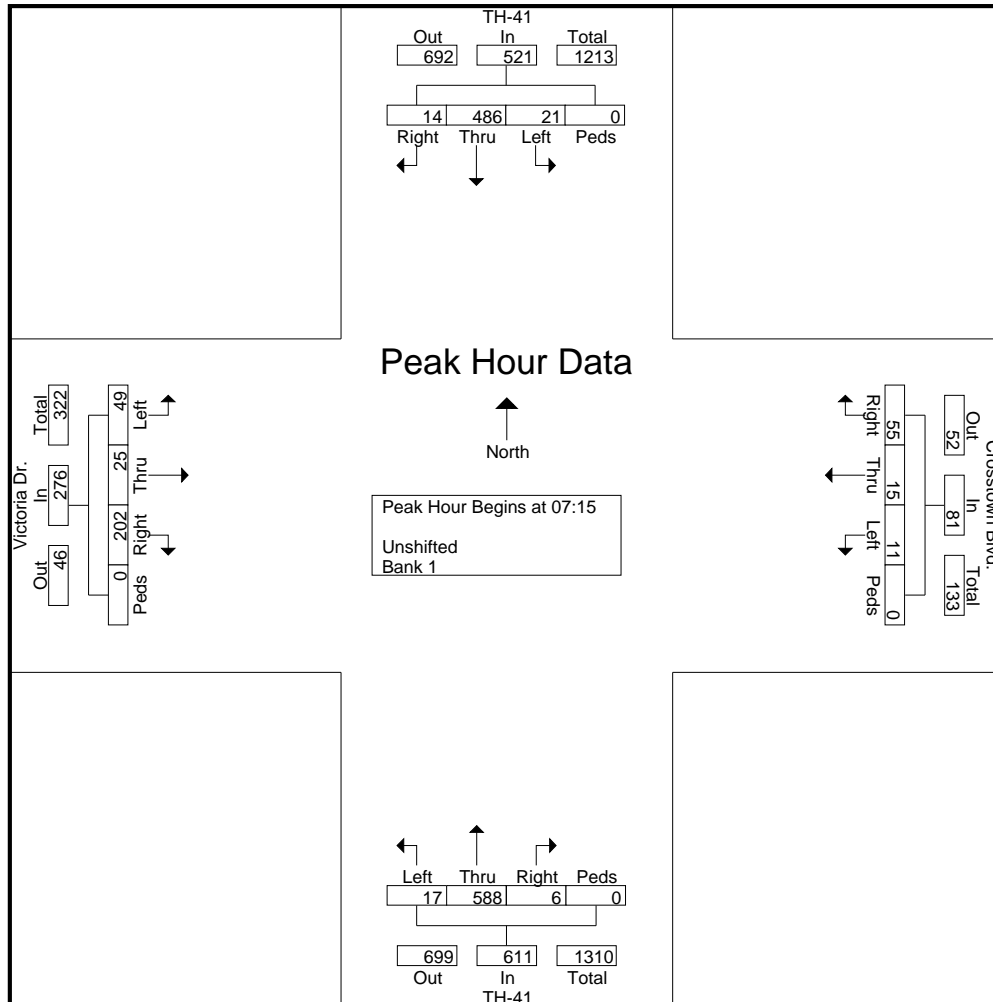 TH-41
Out In Total
692 521 1213
14 486 21 0
Right Thru Left Peds
Peak Hour Data
North
Peak Hour Begins at 07:15
Unshifted
Bank 1
Victoria Dr.
Total In Out
322 276 46
49 25 202 0
Left Thru Right Peds
Crosstown Blvd.
Out In Total
52 81 133
55 15 11 0
Right Thru Left Peds
Left Thru Right Peds
17 588 6 0
699 611 1310
Out In Total
TH-41